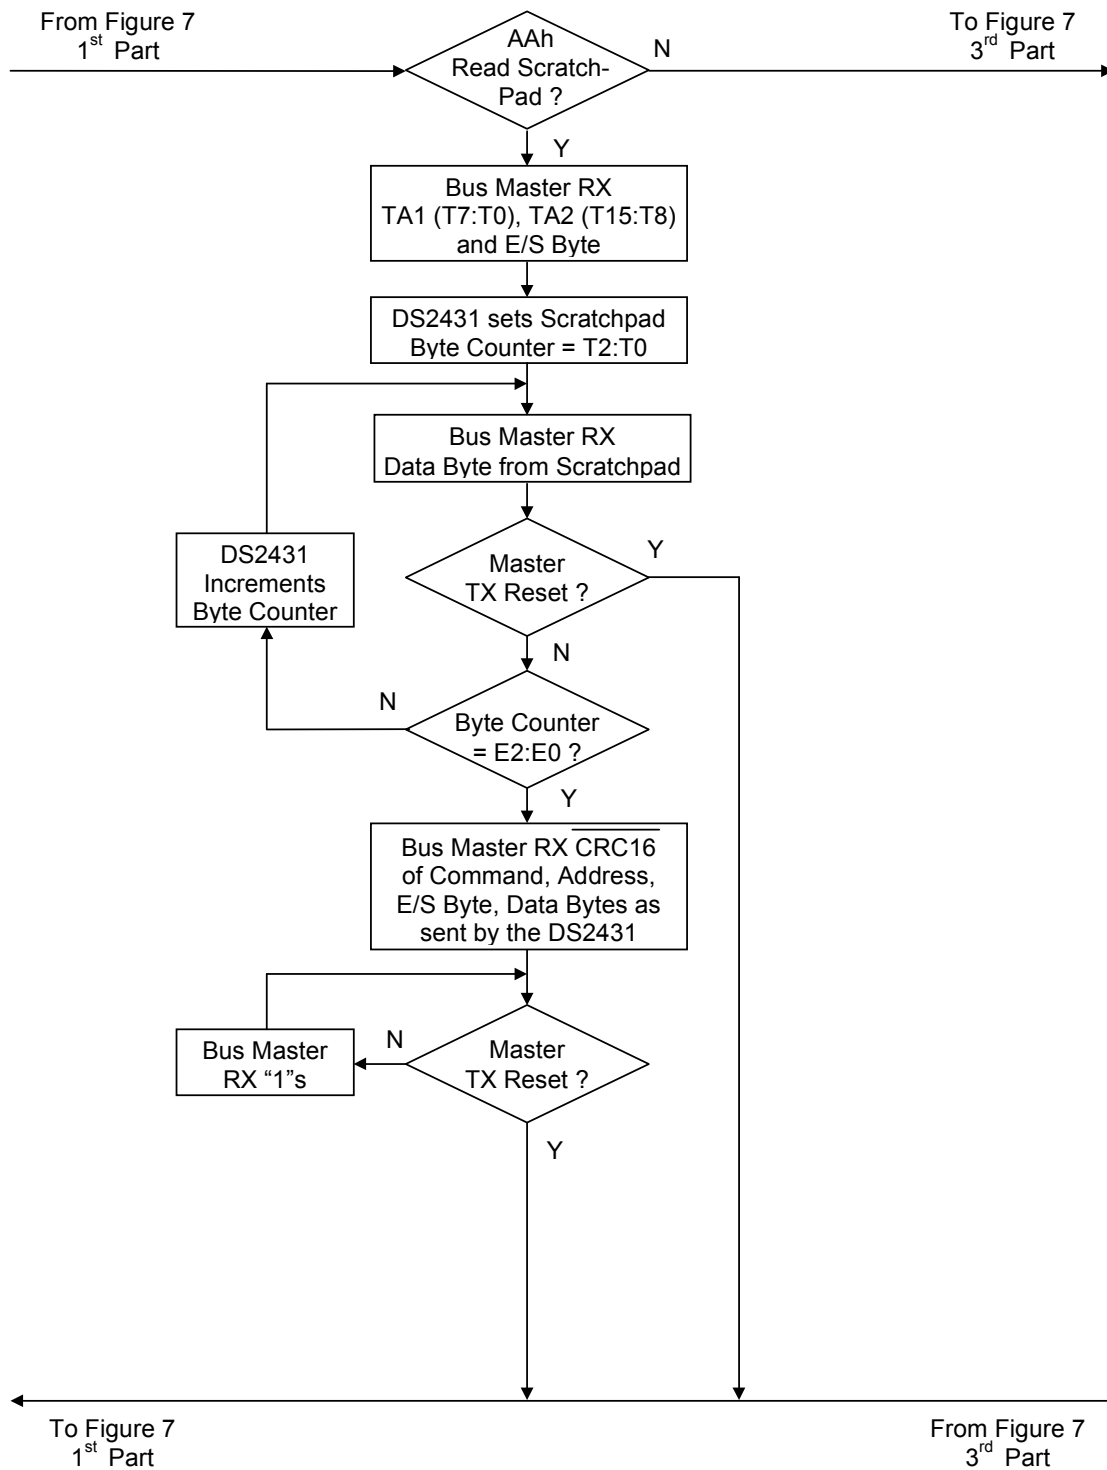 From Figure 7
1st Part
AAh
Read Scratch-
Pad ?
N
To Figure 7
3rd Part
Y
Bus Master RX
TA1 (T7:T0), TA2 (T15:T8)
and E/S Byte
DS2431 sets Scratchpad
Byte Counter = T2:T0
Bus Master RX
Data Byte from Scratchpad
DS2431
Increments
Byte Counter
Master
TX Reset ?
Y
N
N
Byte Counter
= E2:E0 ?
Y
Bus Master RX CRC16
of Command, Address,
E/S Byte, Data Bytes as
sent by the DS2431
Bus Master
RX “1”s
N
Master
TX Reset ?
Y
To Figure 7
1st Part
From Figure 7
3rd Part